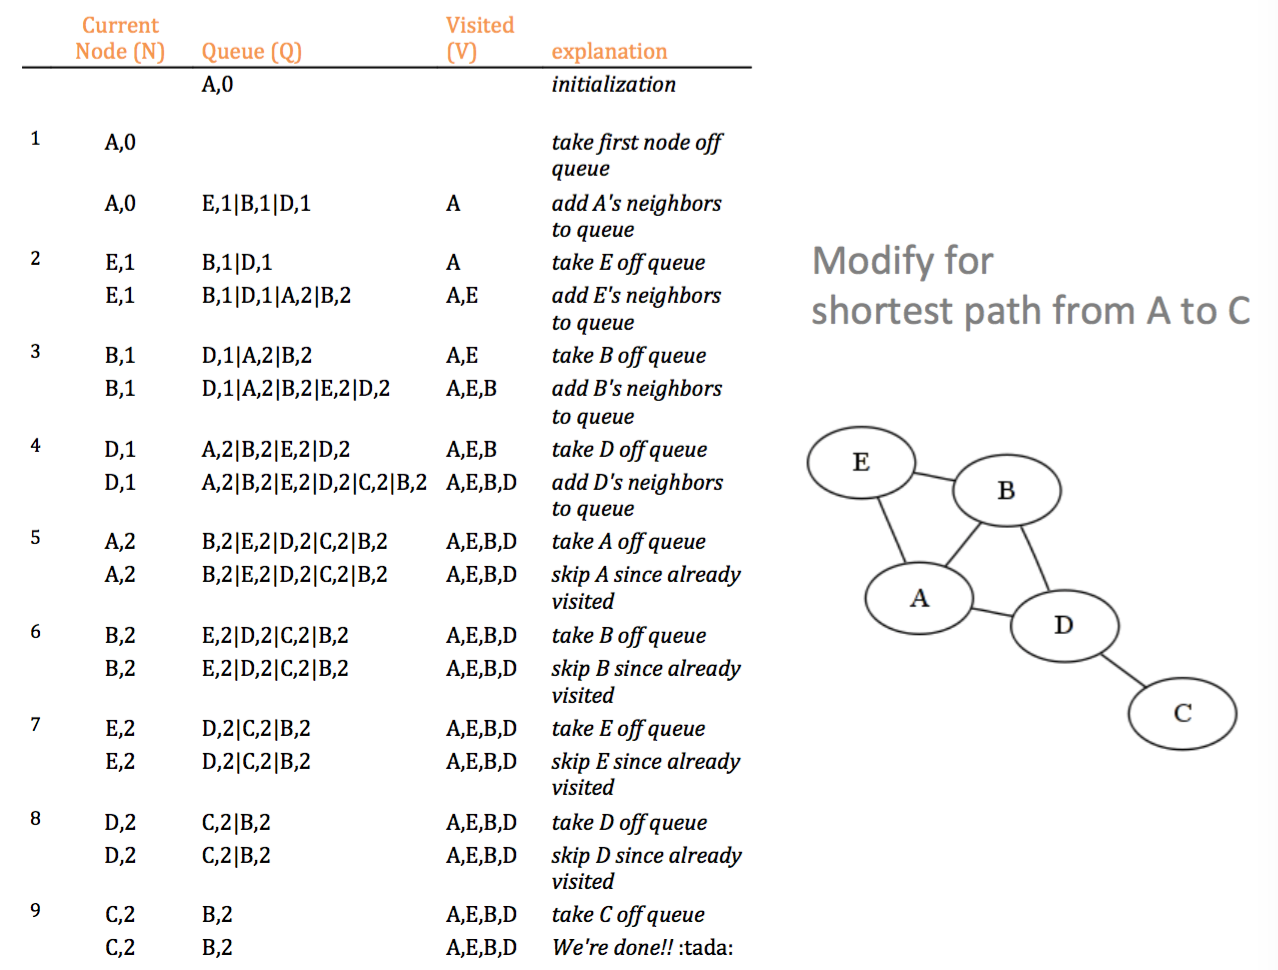 Current
Node (N) Queue (Q) Visited
(V) explanation
A,0 initialization
1 A,0 take first node off
queue
A,0 E,1|B,1|D,1 A add A's neighbors
to queue
2 E,1 B,1|D,1 A take E off queue
E,1 B,1|D,1|A,2|B,2 A,E add E's neighbors
to queue
3 B,1 D,1|A,2|B,2 A,E take B off queue
B,1 D,1|A,2|B,2|E,2|D,2 A,E,B add B's neighbors
to queue
4 D,1 A,2|B,2|E,2|D,2 A,E,B take D off queue
D,1 A,2|B,2|E,2|D,2|C,2|B,2 A,E,B,D add D's neighbors
to queue
5 A,2 B,2|E,2|D,2|C,2|B,2 A,E,B,D take A off queue
A,2 B,2|E,2|D,2|C,2|B,2 A,E,B,D skip A since already
visited
6 B,2 E,2|D,2|C,2|B,2 A,E,B,D take B off queue
B,2 E,2|D,2|C,2|B,2 A,E,B,D skip B since already
visited
7 E,2 D,2|C,2|B,2 A,E,B,D take E off queue
E,2 D,2|C,2|B,2 A,E,B,D skip E since already
visited
8 D,2 C,2|B,2 A,E,B,D take D off queue
D,2 C,2|B,2 A,E,B,D skip D since already
visited
9 C,2 B,2 A,E,B,D take C off queue
C,2 B,2 A,E,B,D We're done!! :tada:
Modify for
shortest path from A to C
E
B
A
D
C